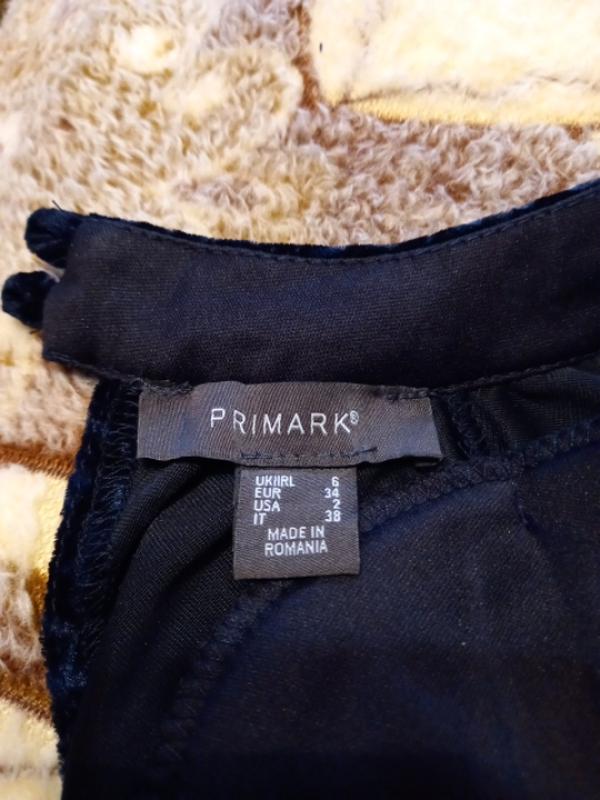 PRIMARK®
UK/IRL 6
EUR 34
USA 2
IT 38
MADE IN
ROMANIA